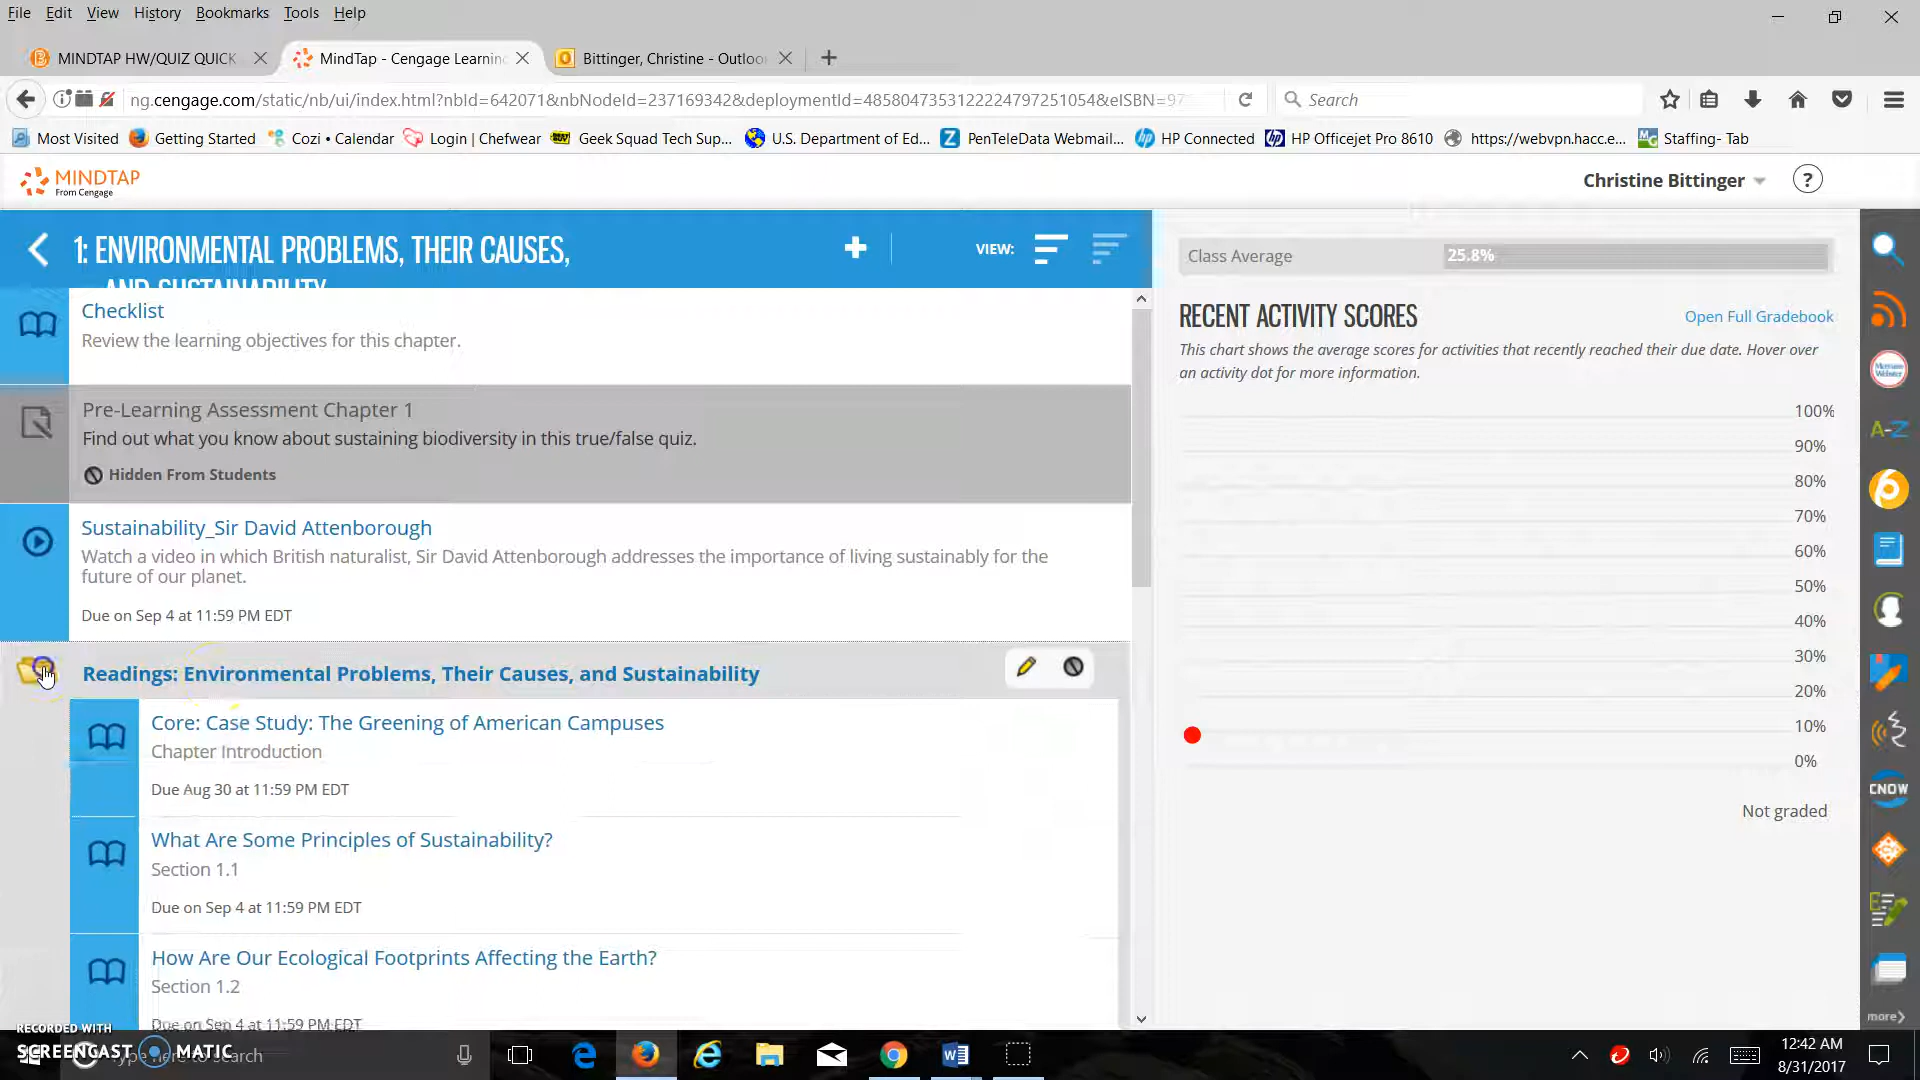 File Edit View History Bookmarks Tools Help
MINDTAP HW/QUIZ QUICK
MindTap - Cengage Learning
Bittinger, Christine - Outloo
ng.cengage.com/static/nb/ui/index.html?nbId=642071&nbNodeId=237169342&deploymentId=4858047353122224797251054&eISBN=97
Search
Most Visited Getting Started Cozi • Calendar Login | Chefwear Geek Squad Tech Sup... U.S. Department of Ed... PenTeleData Webmail... HP Connected HP Officejet Pro 8610 https://webvpn.hacc.e... Staffing- Tab
MINDTAP
From Cengage
Christine Bittinger ?
1: ENVIRONMENTAL PROBLEMS, THEIR CAUSES,
AND SUSTAINABILITY
VIEW:
Checklist
Review the learning objectives for this chapter.
Pre-Learning Assessment Chapter 1
Find out what you know about sustaining biodiversity in this true/false quiz.
Hidden From Students
Sustainability_Sir David Attenborough
Watch a video in which British naturalist, Sir David Attenborough addresses the importance of living sustainably for the
future of our planet.
Due on Sep 4 at 11:59 PM EDT
Readings: Environmental Problems, Their Causes, and Sustainability
Core: Case Study: The Greening of American Campuses
Chapter Introduction
Due Aug 30 at 11:59 PM EDT
What Are Some Principles of Sustainability?
Section 1.1
Due on Sep 4 at 11:59 PM EDT
How Are Our Ecological Footprints Affecting the Earth?
Section 1.2
Due on Sep 4 at 11:59 PM EDT
Class Average 25.8%
RECENT ACTIVITY SCORES
Open Full Gradebook
This chart shows the average scores for activities that recently reached their due date. Hover over
an activity dot for more information.
100%
90%
80%
70%
60%
50%
40%
30%
20%
10%
0%
Not graded
Merriam
Webster
A-Z
CNOW
more
RECORDED WITH
SCREENCAST MATIC
Type here to search
12:42 AM
8/31/2017